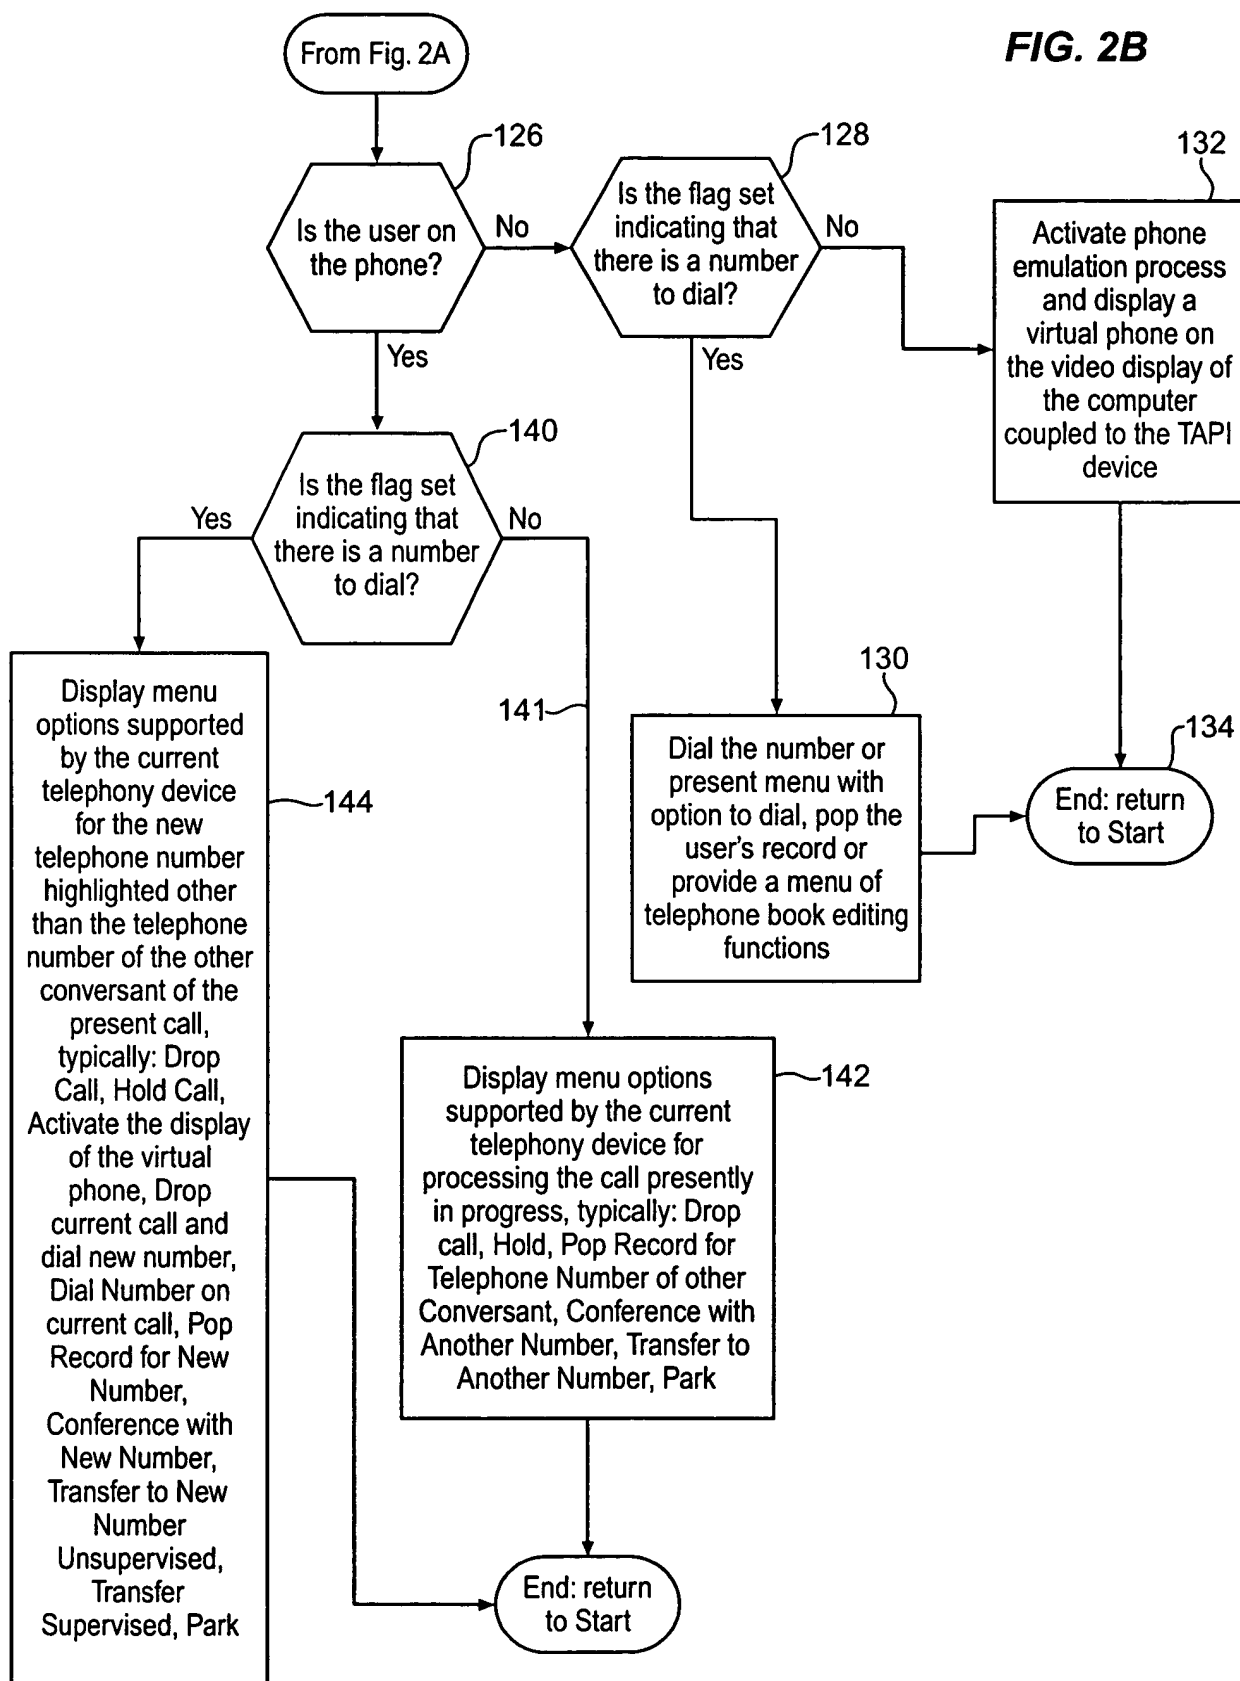 From Fig. 2A
FIG. 2B
126
Is the user on
the phone?
No
Yes
128
Is the flag set
indicating that
there is a number
to dial?
No
Yes
132
Activate phone
emulation process
and display a
virtual phone on
the video display of
the computer
coupled to the TAPI
device
140
Is the flag set
indicating that
there is a number
to dial?
Yes
No
141
130
Dial the number or
present menu with
option to dial, pop the
user's record or
provide a menu of
telephone book editing
functions
134
End: return
to Start
144
Display menu
options supported
by the current
telephony device
for the new
telephone number
highlighted other
than the telephone
number of the other
conversant of the
present call,
typically: Drop
Call, Hold Call,
Activate the display
of the virtual
phone, Drop
current call and
dial new number,
Dial Number on
current call, Pop
Record for New
Number,
Conference with
New Number,
Transfer to New
Number
Unsupervised,
Transfer
Supervised, Park
142
Display menu options
supported by the current
telephony device for
processing the call presently
in progress, typically: Drop
call, Hold, Pop Record for
Telephone Number of other
Conversant, Conference with
Another Number, Transfer to
Another Number, Park
End: return
to Start